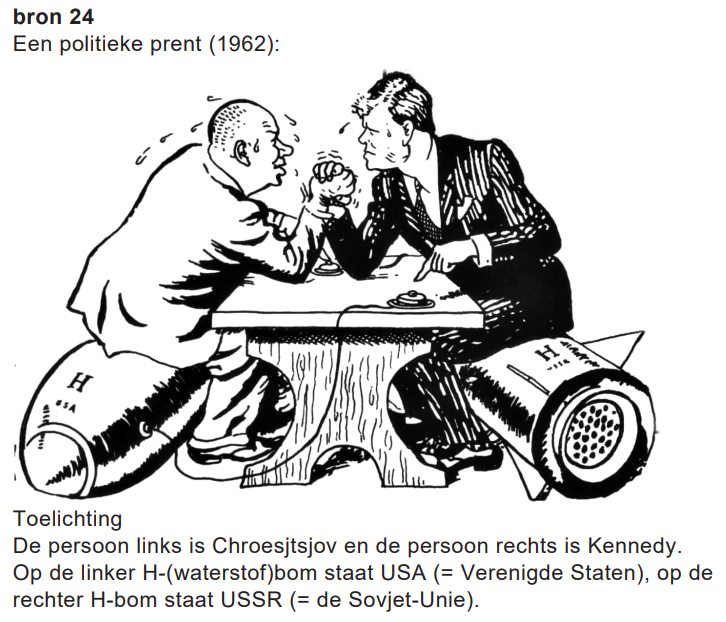 bron 24
Een politieke prent (1962):
H
USA
H
Toelichting
De persoon links is Chroesjtsjov en de persoon rechts is Kennedy.
Op de linker H-(waterstof)bom staat USA (= Verenigde Staten), op de
rechter H-bom staat USSR (= de Sovjet-Unie).